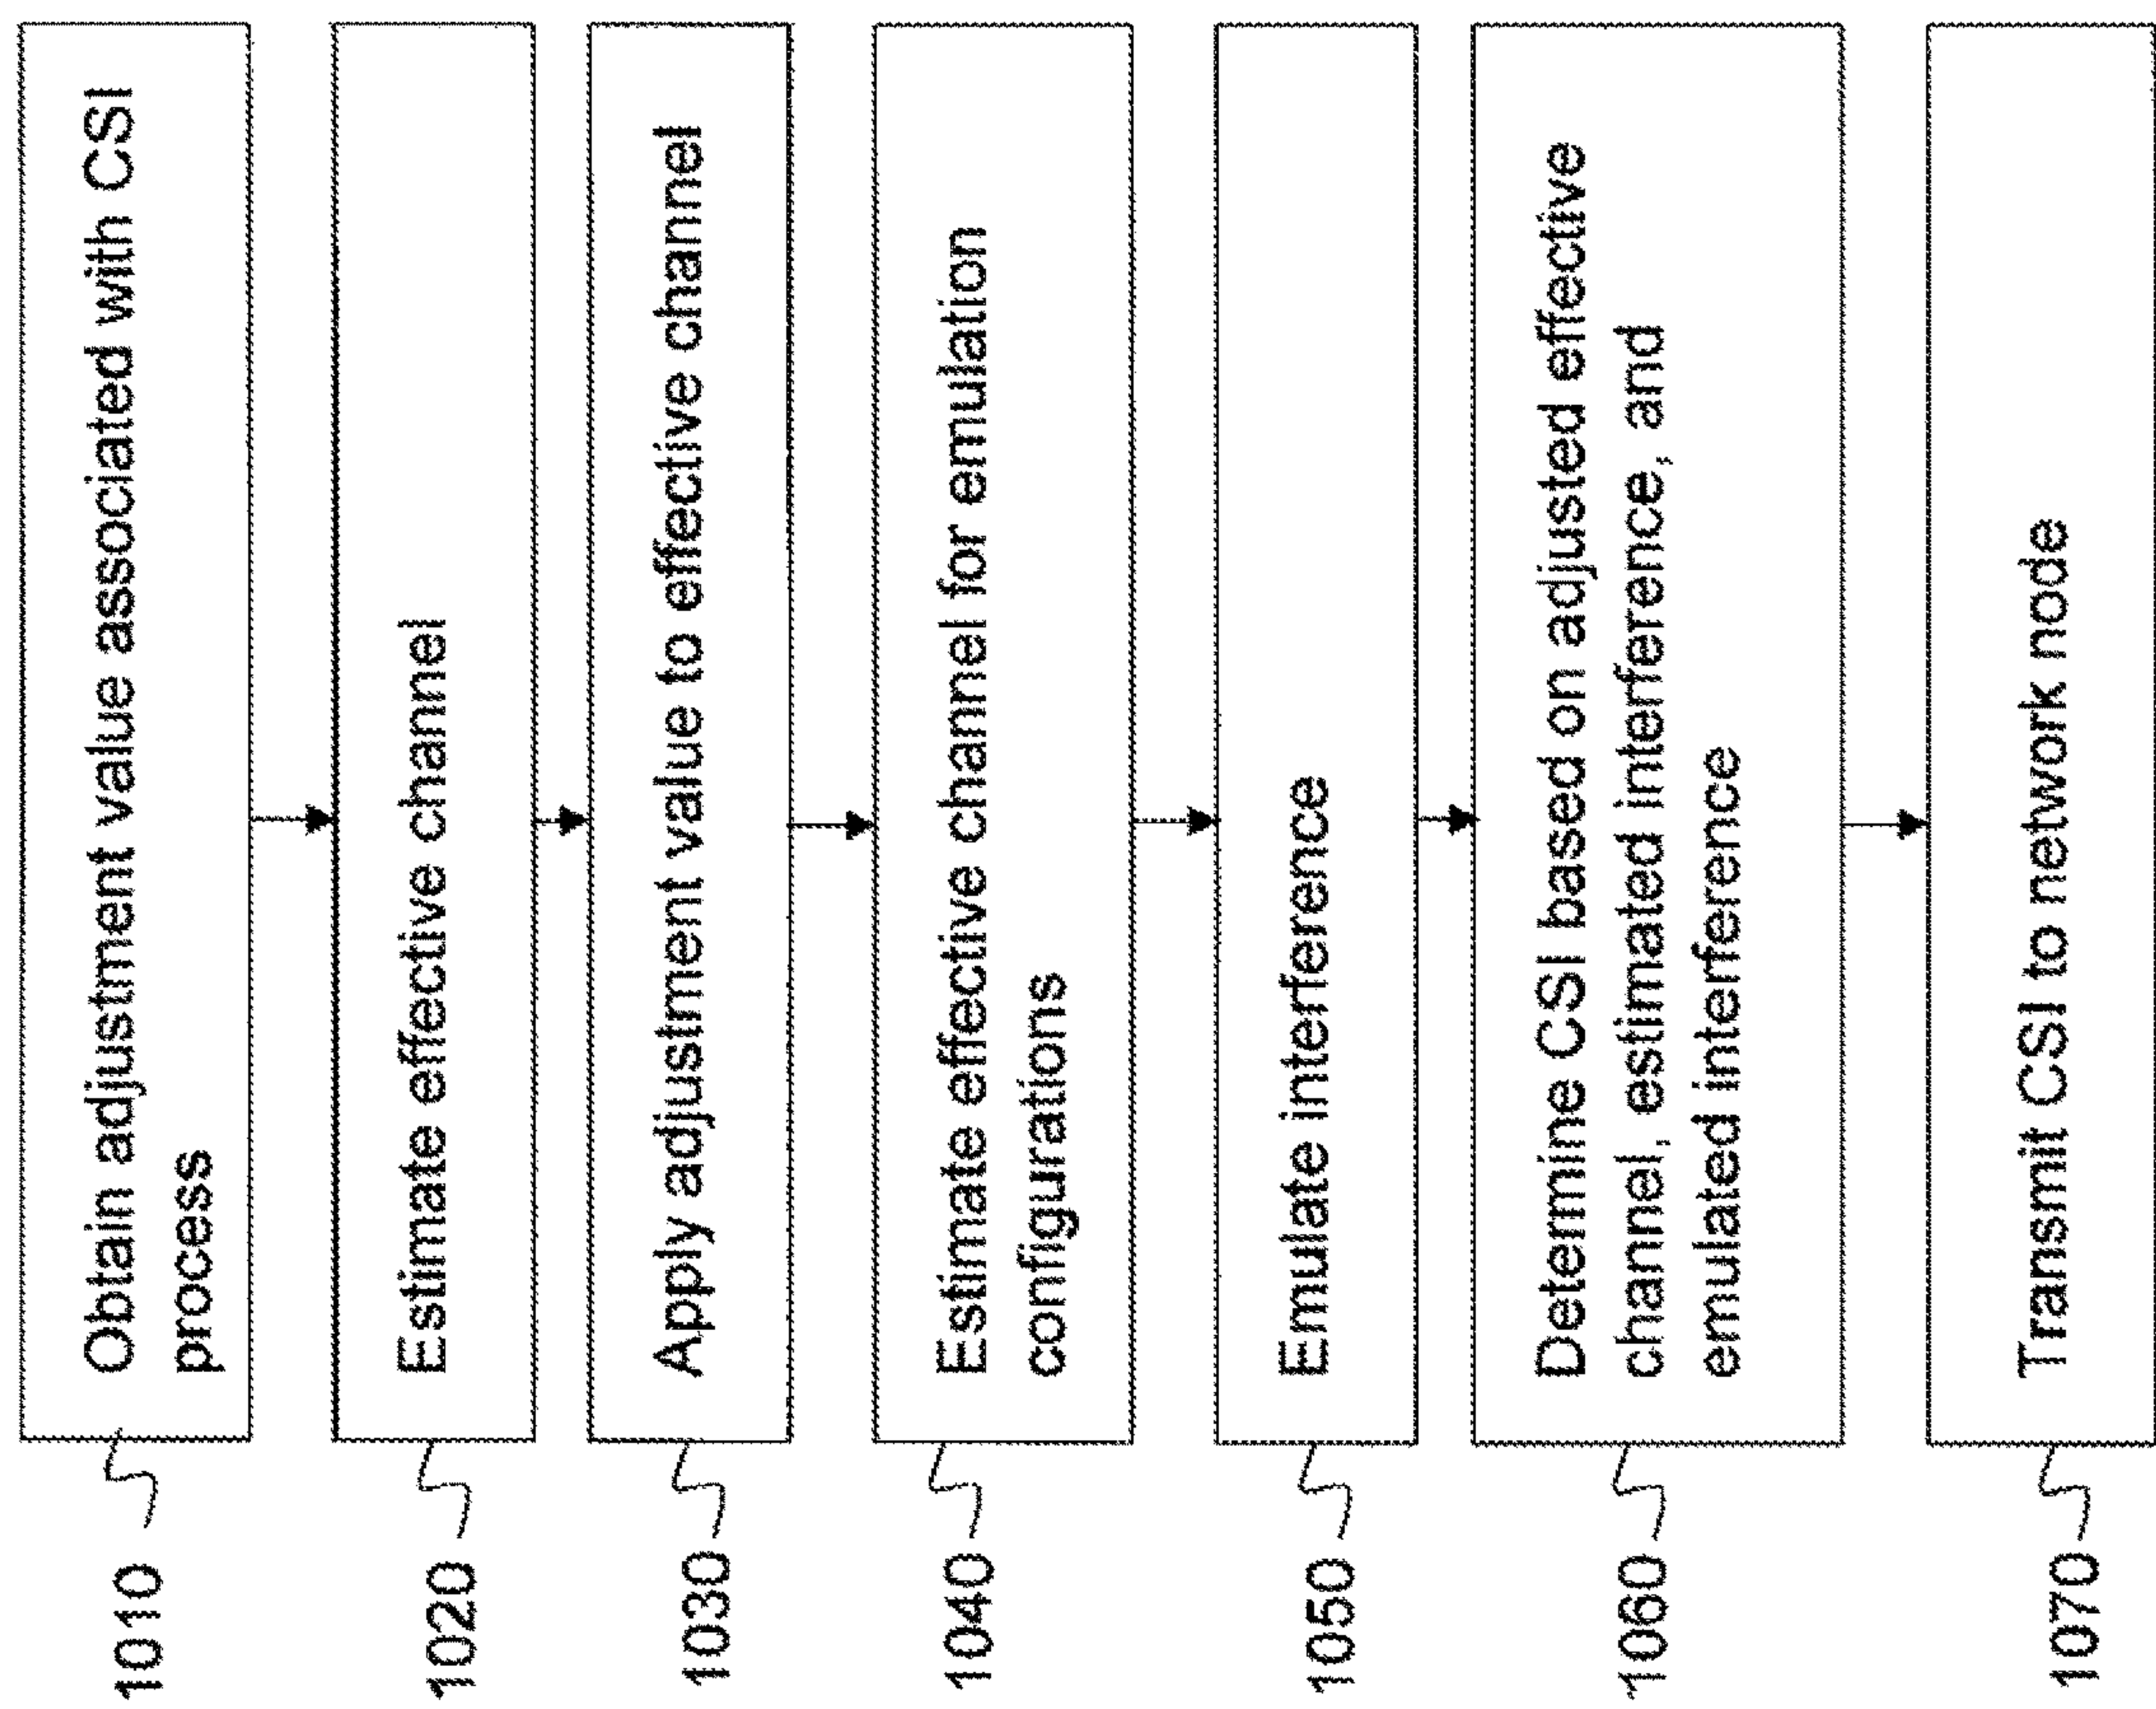 1010
Obtain adjustment value associated with CSI
process
1020
Estimate effective channel
1030
Apply adjustment value to effective channel
1040
Estimate effective channel for emulation
configurations
1050
Emulate interference
1060
Determine CSI based on adjusted effective
channel, estimated interference, and
emulated interference
1070
Transmit CSI to network node